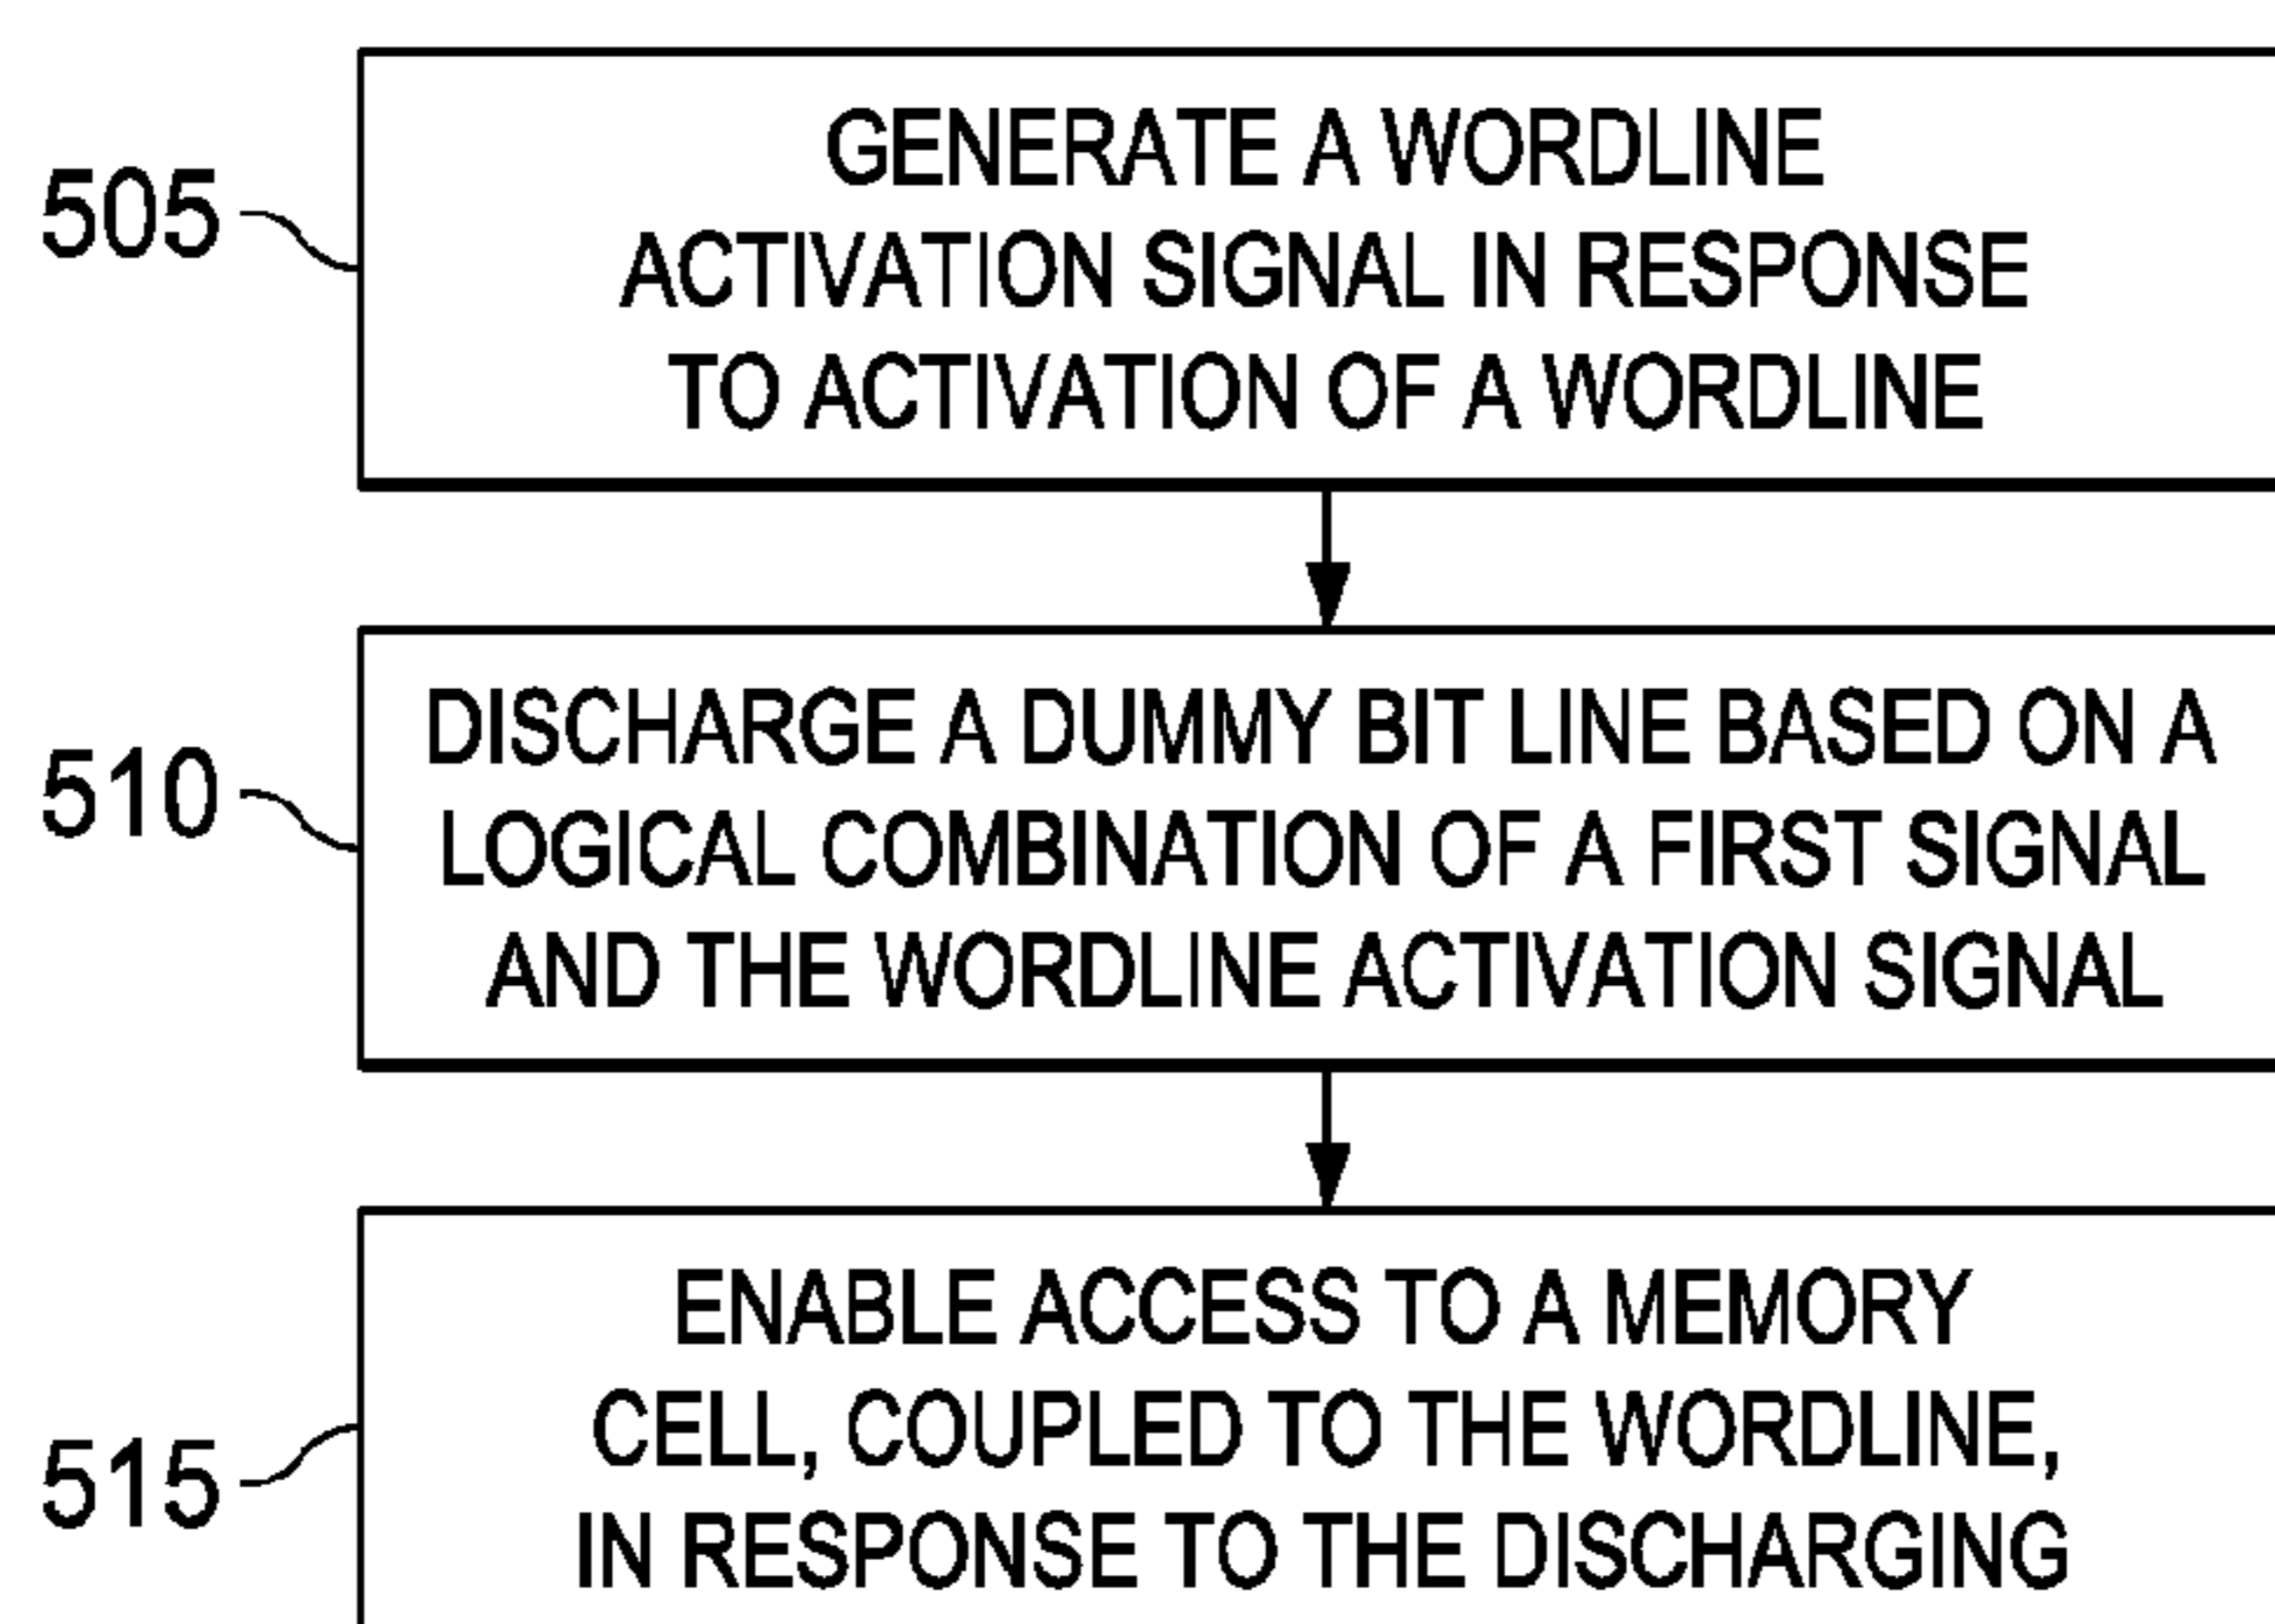 505
GENERATE A WORDLINE
ACTIVATION SIGNAL IN RESPONSE
TO ACTIVATION OF A WORDLINE
510
DISCHARGE A DUMMY BIT LINE BASED ON A
LOGICAL COMBINATION OF A FIRST SIGNAL
AND THE WORDLINE ACTIVATION SIGNAL
515
ENABLE ACCESS TO A MEMORY
CELL, COUPLED TO THE WORDLINE,
IN RESPONSE TO THE DISCHARGING